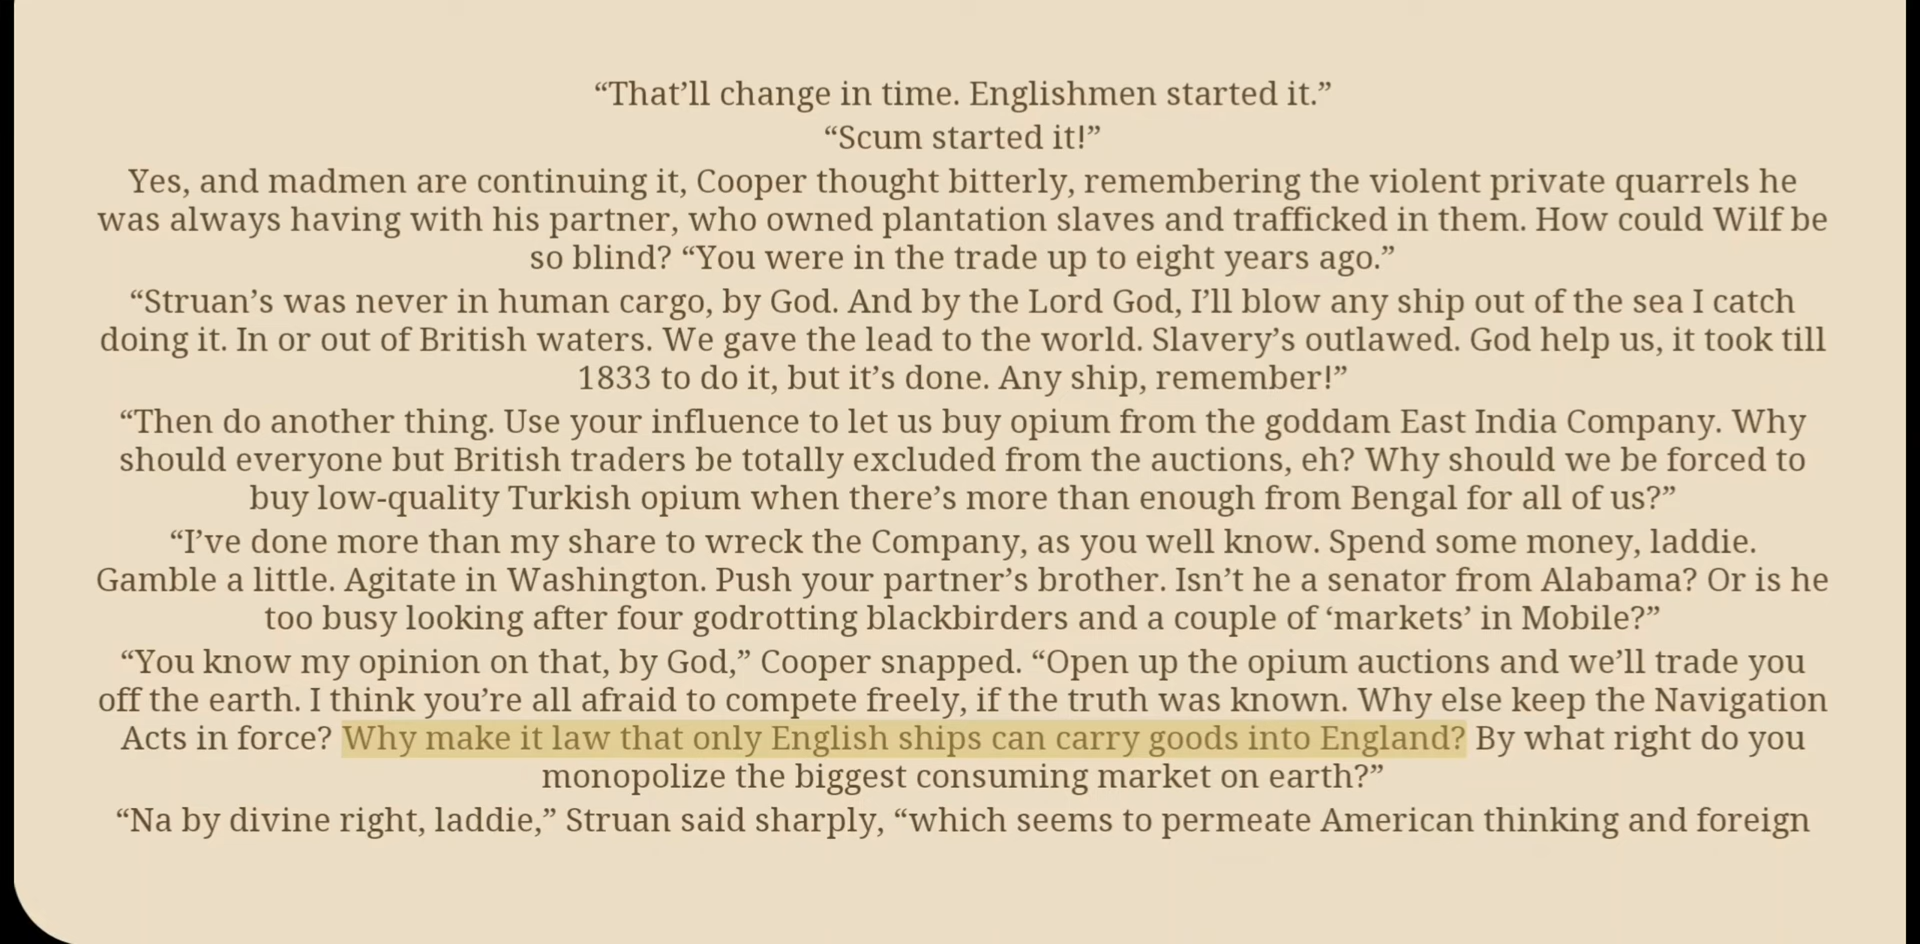 “That’ll change in time. Englishmen started it.”
“Scum started it!”
Yes, and madmen are continuing it, Cooper thought bitterly, remembering the violent private quarrels he
was always having with his partner, who owned plantation slaves and trafficked in them. How could Wilf be
so blind? “You were in the trade up to eight years ago.”
“Struan’s was never in human cargo, by God. And by the Lord God, I’ll blow any ship out of the sea I catch
doing it. In or out of British waters. We gave the lead to the world. Slavery’s outlawed. God help us, it took till
1833 to do it, but it’s done. Any ship, remember!”
“Then do another thing. Use your influence to let us buy opium from the goddam East India Company. Why
should everyone but British traders be totally excluded from the auctions, eh? Why should we be forced to
buy low-quality Turkish opium when there’s more than enough from Bengal for all of us?”
“I’ve done more than my share to wreck the Company, as you well know. Spend some money, laddie.
Gamble a little. Agitate in Washington. Push your partner’s brother. Isn’t he a senator from Alabama? Or is he
too busy looking after four godrotting blackbirders and a couple of ‘markets’ in Mobile?”
“You know my opinion on that, by God,” Cooper snapped. “Open up the opium auctions and we’ll trade you
off the earth. I think you’re all afraid to compete freely, if the truth was known. Why else keep the Navigation
Acts in force? Why make it law that only English ships can carry goods into England? By what right do you
monopolize the biggest consuming market on earth?”
“Na by divine right, laddie,” Struan said sharply, “which seems to permeate American thinking and foreign